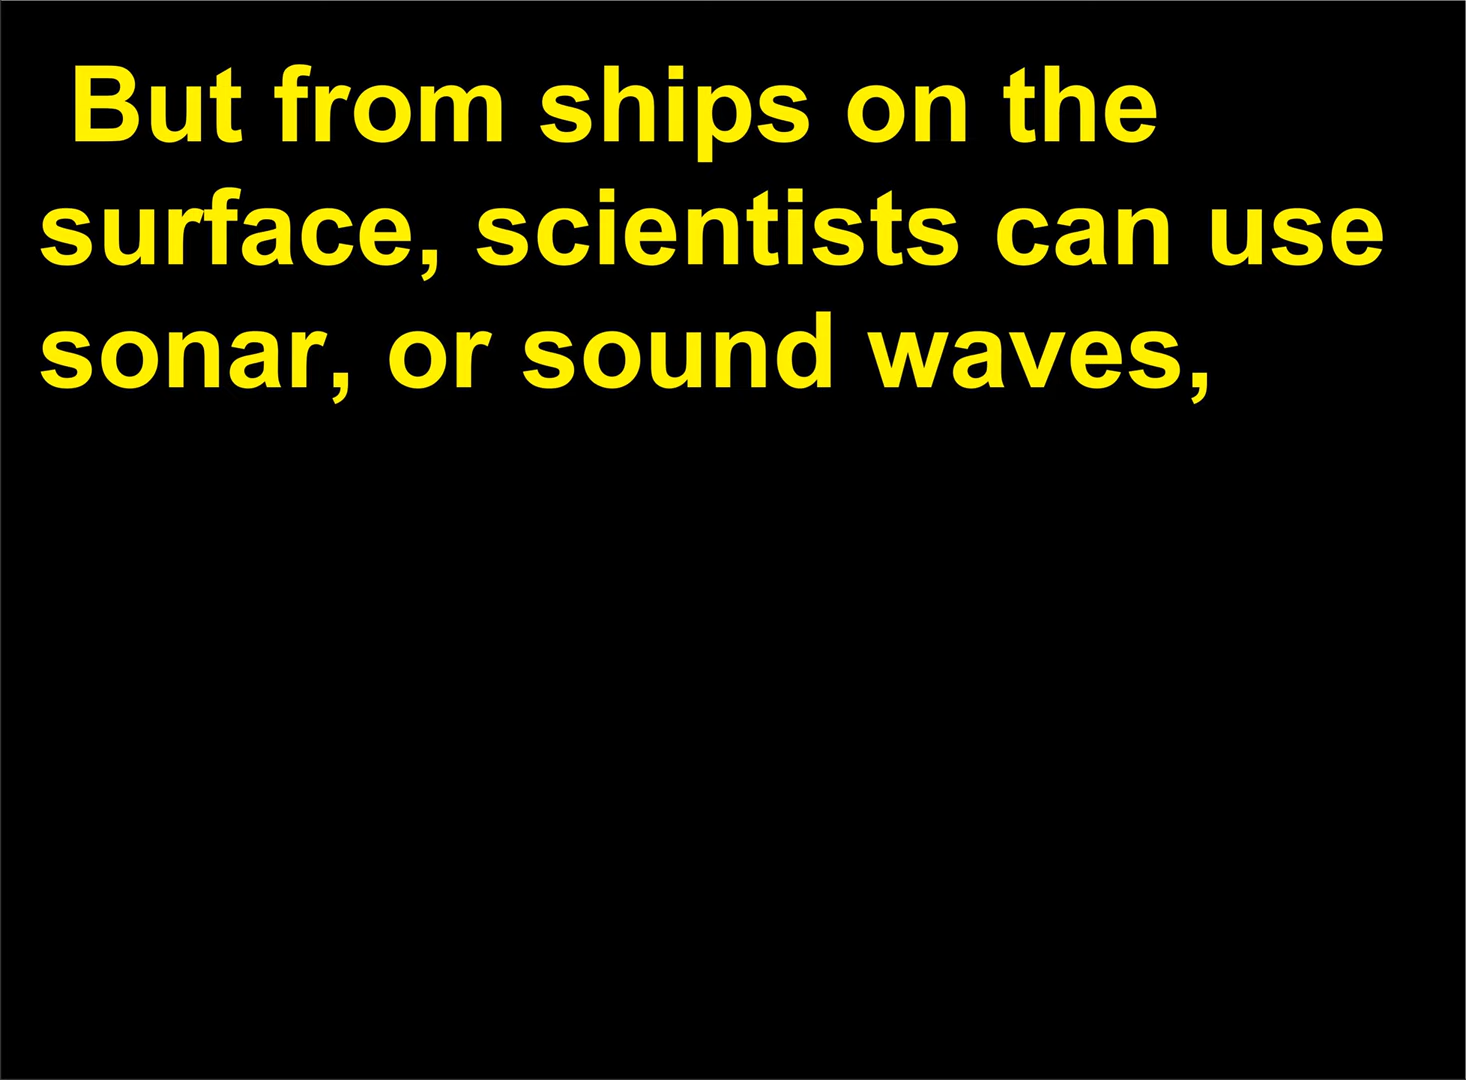 But from ships on the
surface, scientists can use
sonar, or sound waves,